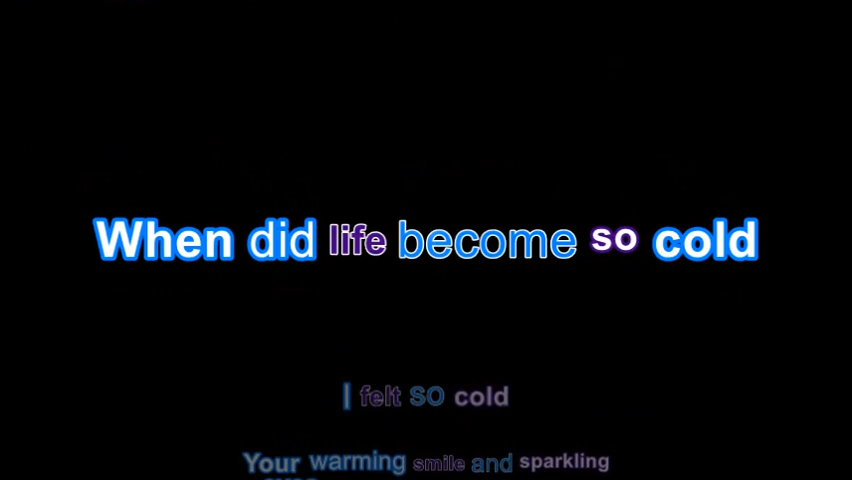 When did life become so cold
I felt SO cold
Your warming smile and sparkling